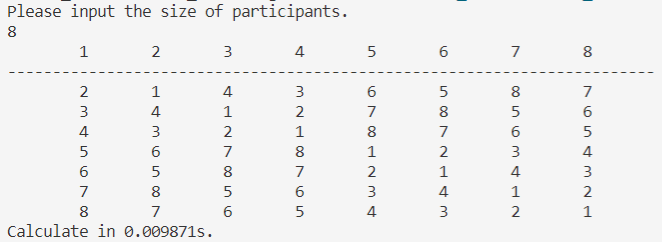 Please input the size of participants.
8
1 2 3 4 5 6 7 8
--------------------------------------------------------------------------------
2 1 4 3 6 5 8 7
3 4 1 2 7 8 5 6
4 3 2 1 8 7 6 5
5 6 7 8 1 2 3 4
6 5 8 7 2 1 4 3
7 8 5 6 3 4 1 2
8 7 6 5 4 3 2 1
Calculate in 0.009871s.